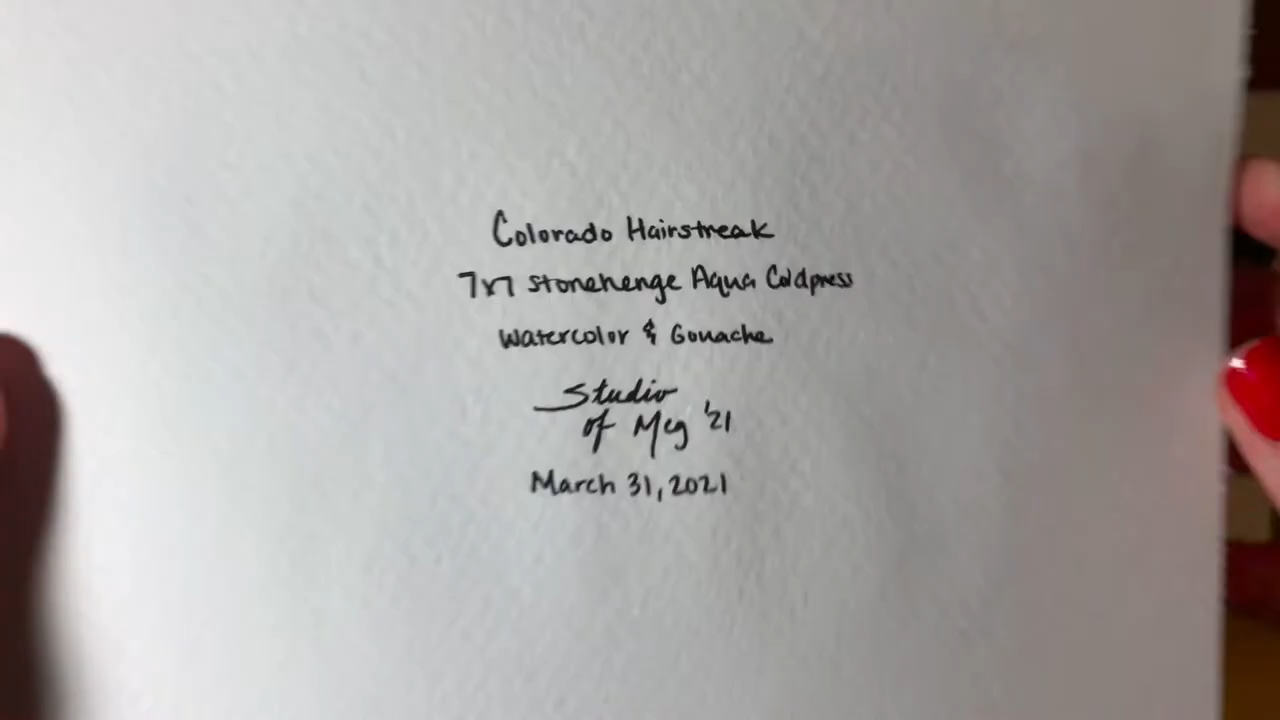 Colorado Hairstreak
7x7 Stonehenge Aqua Coldpress
Watercolor & Gouache
Studio
of Meg '21
March 31, 2021